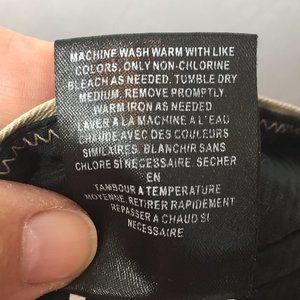 MACHINE WASH WARM WITH LIKE
COLORS, ONLY NON-CHLORINE
BLEACH AS NEEDED. TUMBLE DRY
MEDIUM, REMOVE PROMPTLY.
WARM IRON AS NEEDED
LAVER À LA MACHINE A L'EAU
CHAUDE AVEC DES COULEURS
SIMILAIRES. BLANCHIR SANS
CHLORE SI NECESSAIRE. SECHER
EN
TAMBOUR A TEMPERATURE
MOYENNE. RETIRER RAPIDEMENT
REPASSER A CHAUD SI
NECESSAIRE.